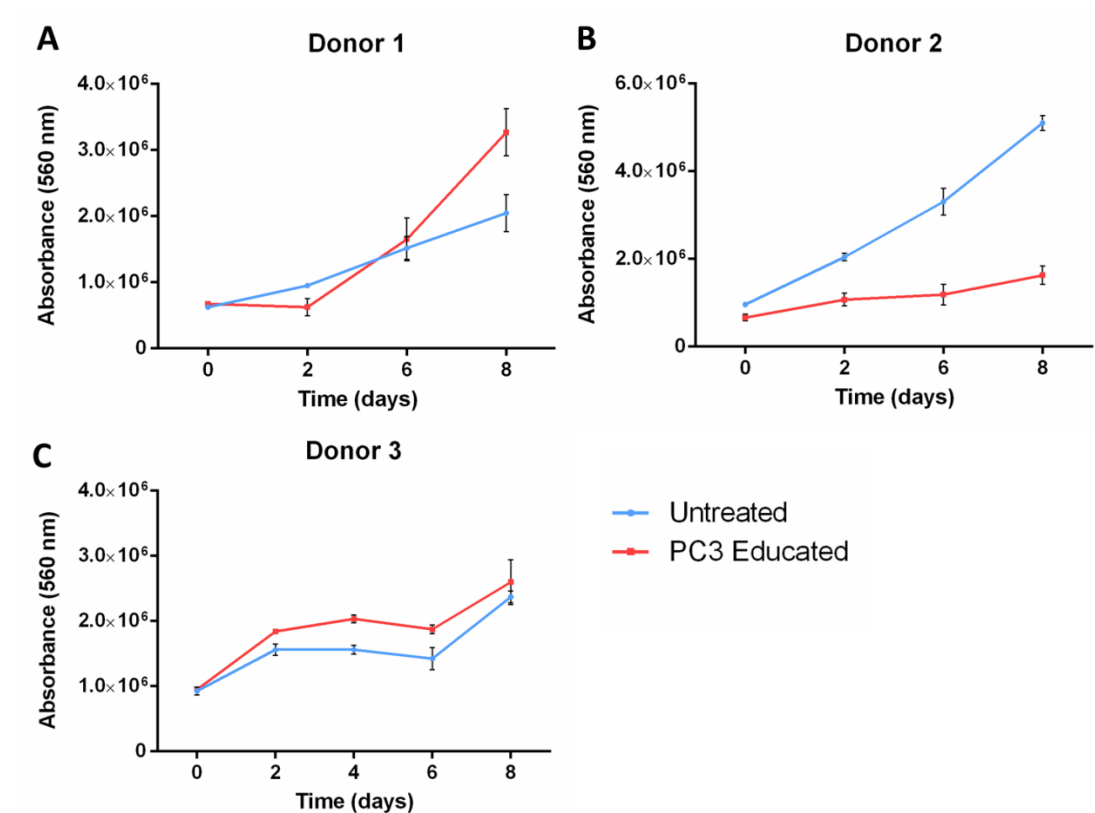 A
Donor 1
Absorbance (560 nm)
4.0×10⁶
3.0×10⁶
2.0×10⁶
1.0×10⁶
0
0 2 6 8
Time (days)
B
Donor 2
Absorbance (560 nm)
6.0×10⁶
4.0×10⁶
2.0×10⁶
0
0 2 6 8
Time (days)
C
Donor 3
Absorbance (560 nm)
4.0×10⁶
3.0×10⁶
2.0×10⁶
1.0×10⁶
0
0 2 4 6 8
Time (days)
Untreated
PC3 Educated